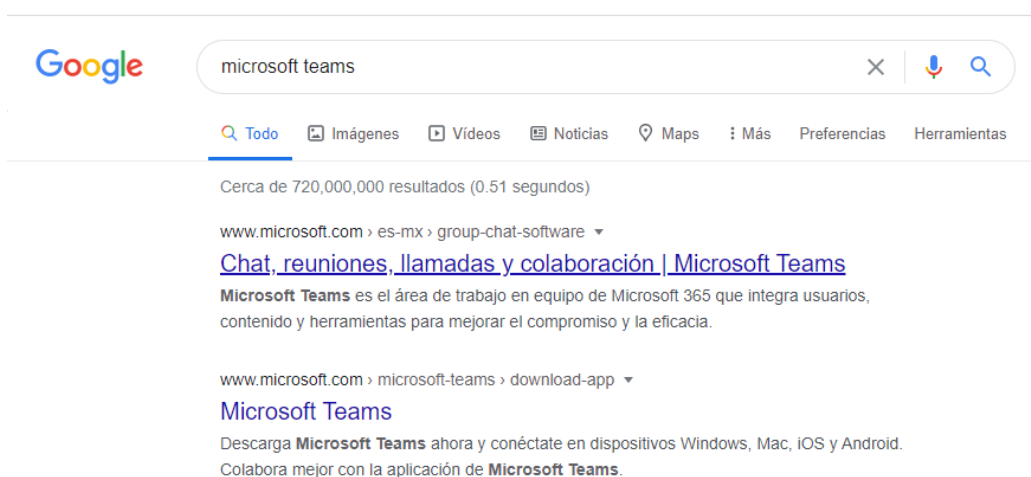 Google
microsoft teams
Todo Imágenes Vídeos Noticias Maps Más Preferencias Herramientas
Cerca de 720,000,000 resultados (0.51 segundos)
www.microsoft.com › es-mx › group-chat-software
Chat, reuniones, llamadas y colaboración | Microsoft Teams
Microsoft Teams es el área de trabajo en equipo de Microsoft 365 que integra usuarios,
contenido y herramientas para mejorar el compromiso y la eficacia.
www.microsoft.com › microsoft-teams › download-app
Microsoft Teams
Descarga Microsoft Teams ahora y conéctate en dispositivos Windows, Mac, iOS y Android.
Colabora mejor con la aplicación de Microsoft Teams.